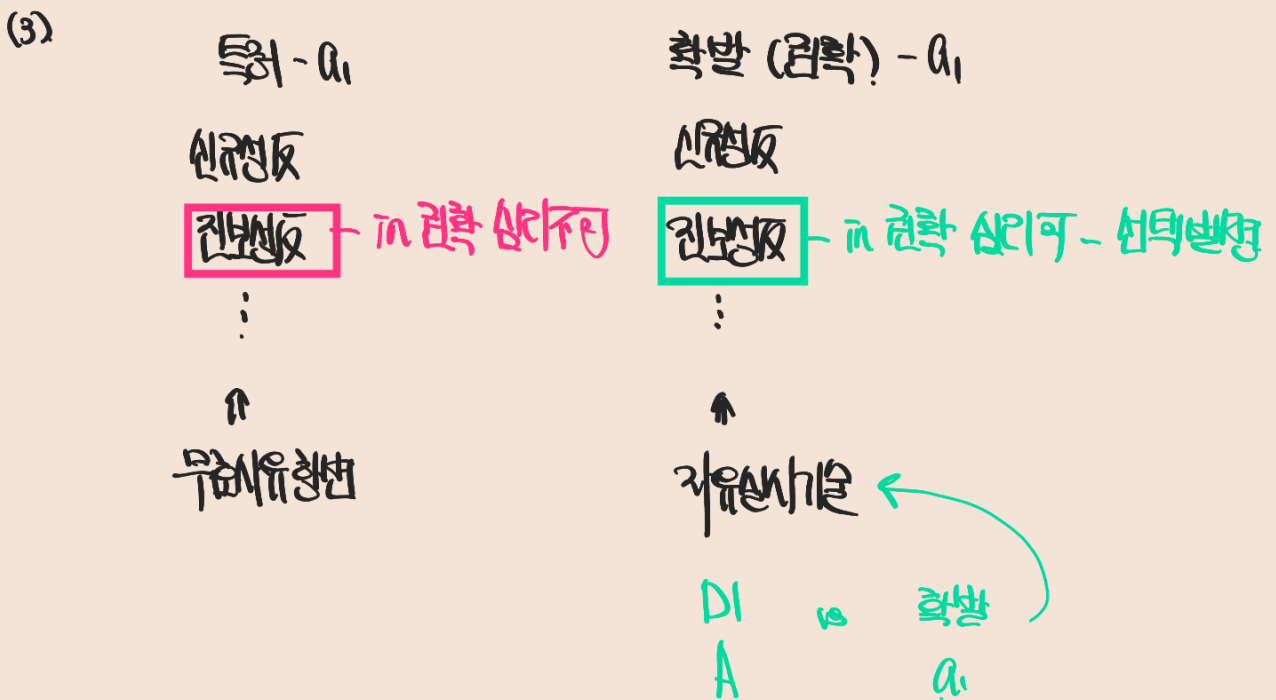 (3)
특허 - a₁
확발 (권확) - a₁
신규성反
신규성反
진보성反 - in 권확 심리不可
진보성反 - in 권확 심리可 - 선택발명
⋮
⋮
↑
↑
무효사유항변
자유실시기술
D1 vs 확발
A a₁